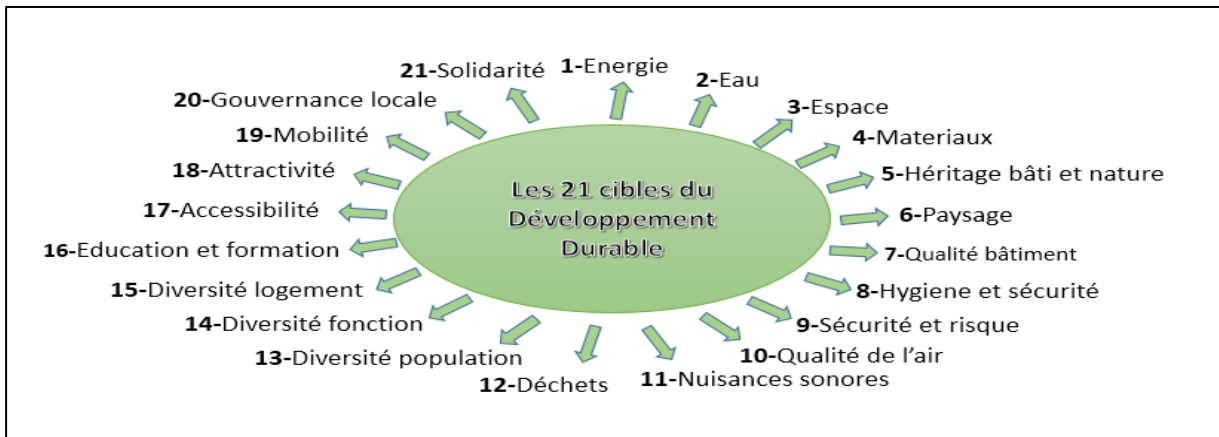 Les 21 cibles du
Développement
Durable
1-Energie
2-Eau
3-Espace
4-Materiaux
5-Héritage bâti et nature
6-Paysage
7-Qualité bâtiment
8-Hygiene et sécurité
9-Sécurité et risque
10-Qualité de l’air
11-Nuisances sonores
12-Déchets
13-Diversité population
14-Diversité fonction
15-Diversité logement
16-Education et formation
17-Accessibilité
18-Attractivité
19-Mobilité
20-Gouvernance locale
21-Solidarité